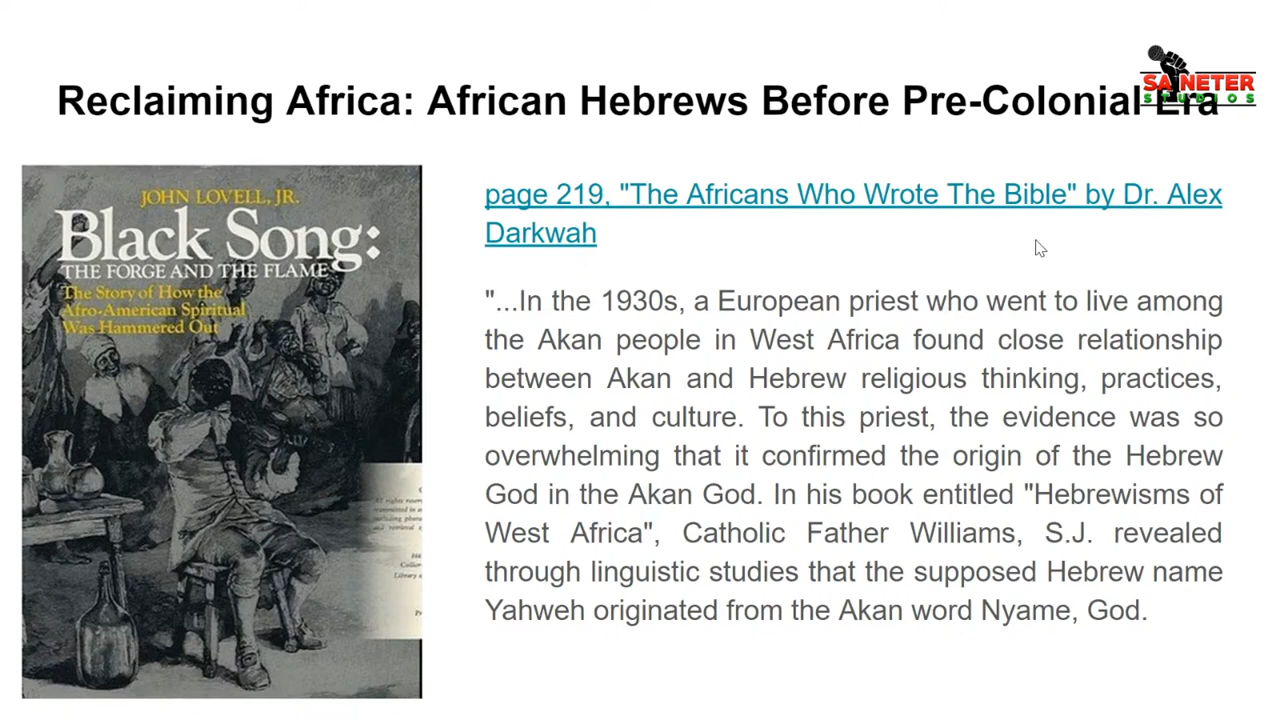 Reclaiming Africa: African Hebrews Before Pre-Colonial Era
SA NETER
STUDIOS
JOHN LOVELL, JR.
Black Song:
THE FORGE AND THE FLAME
The Story of How the
Afro-American Spiritual
Was Hammered Out
page 219, "The Africans Who Wrote The Bible" by Dr. Alex
Darkwah
"...In the 1930s, a European priest who went to live among
the Akan people in West Africa found close relationship
between Akan and Hebrew religious thinking, practices,
beliefs, and culture. To this priest, the evidence was so
overwhelming that it confirmed the origin of the Hebrew
God in the Akan God. In his book entitled "Hebrewisms of
West Africa", Catholic Father Williams, S.J. revealed
through linguistic studies that the supposed Hebrew name
Yahweh originated from the Akan word Nyame, God.